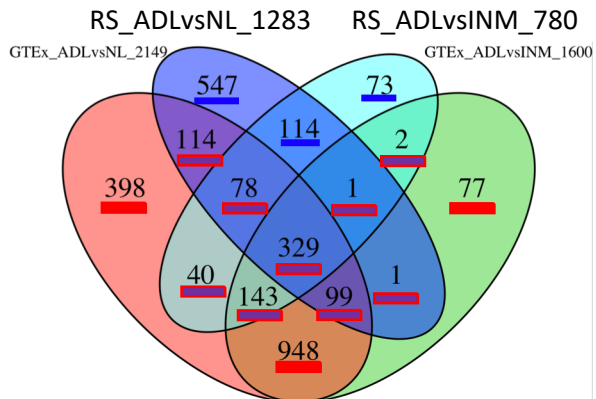 RS_ADLvsNL_1283 RS_ADLvsINM_780
GTEx_ADLvsNL_2149 GTEx_ADLvsINM_1600
547 73
114 114 2
398 78 1 77
329
40 143 99 1
948